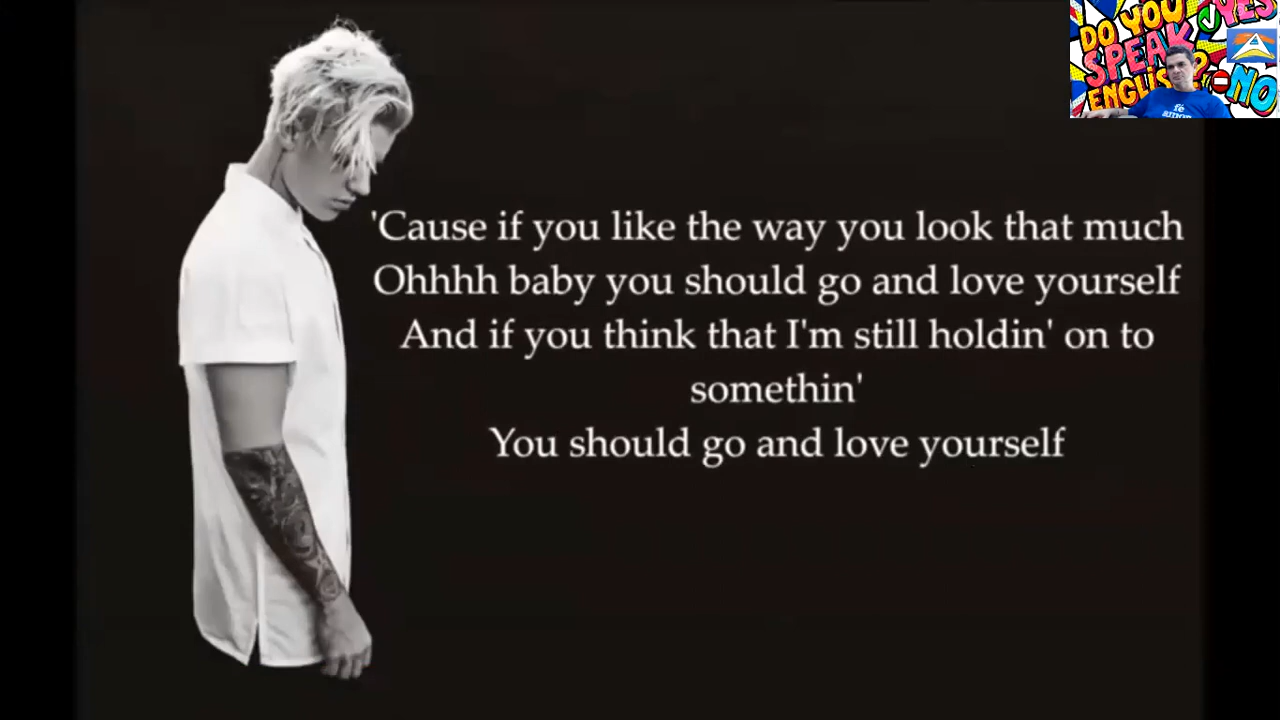 'Cause if you like the way you look that much
Ohhhh baby you should go and love yourself
And if you think that I'm still holdin' on to
somethin'
You should go and love yourself
DO YOU
SPEAK
ENGLISH?
YES
NO
fé